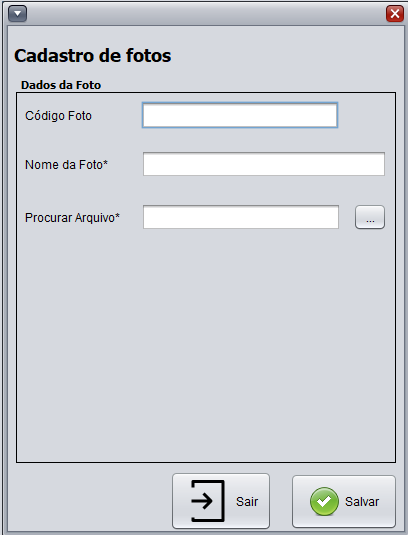 Cadastro de fotos
Dados da Foto
Código Foto
Nome da Foto*
Procurar Arquivo*
...
Sair
Salvar